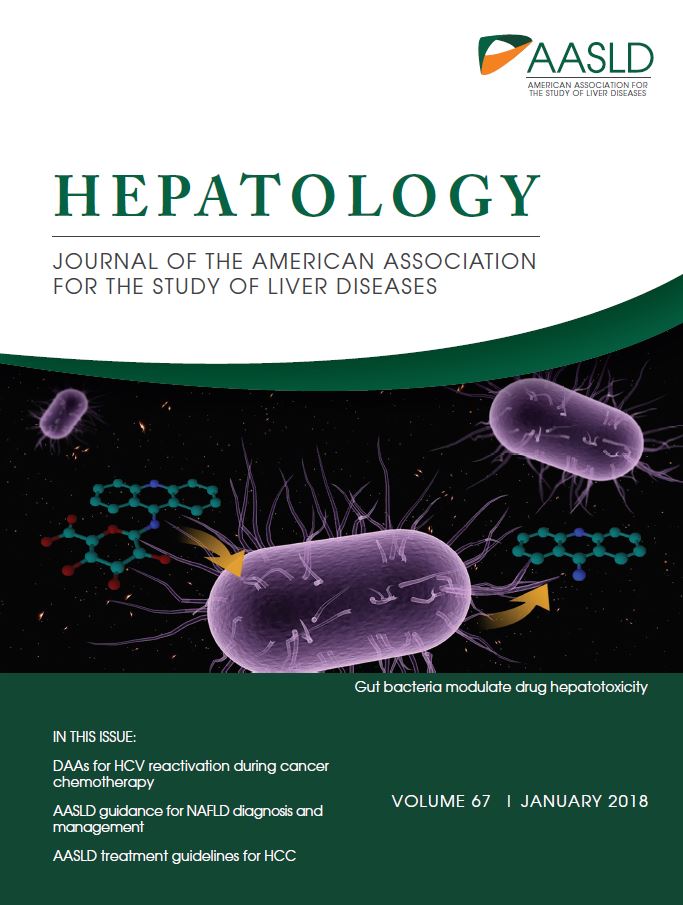 AASLD
AMERICAN ASSOCIATION FOR
THE STUDY OF LIVER DISEASES
HEPATOLOGY
JOURNAL OF THE AMERICAN ASSOCIATION
FOR THE STUDY OF LIVER DISEASES
Gut bacteria modulate drug hepatotoxicity
IN THIS ISSUE:
DAAs for HCV reactivation during cancer
chemotherapy
AASLD guidance for NAFLD diagnosis and
management
AASLD treatment guidelines for HCC
VOLUME 67 | JANUARY 2018